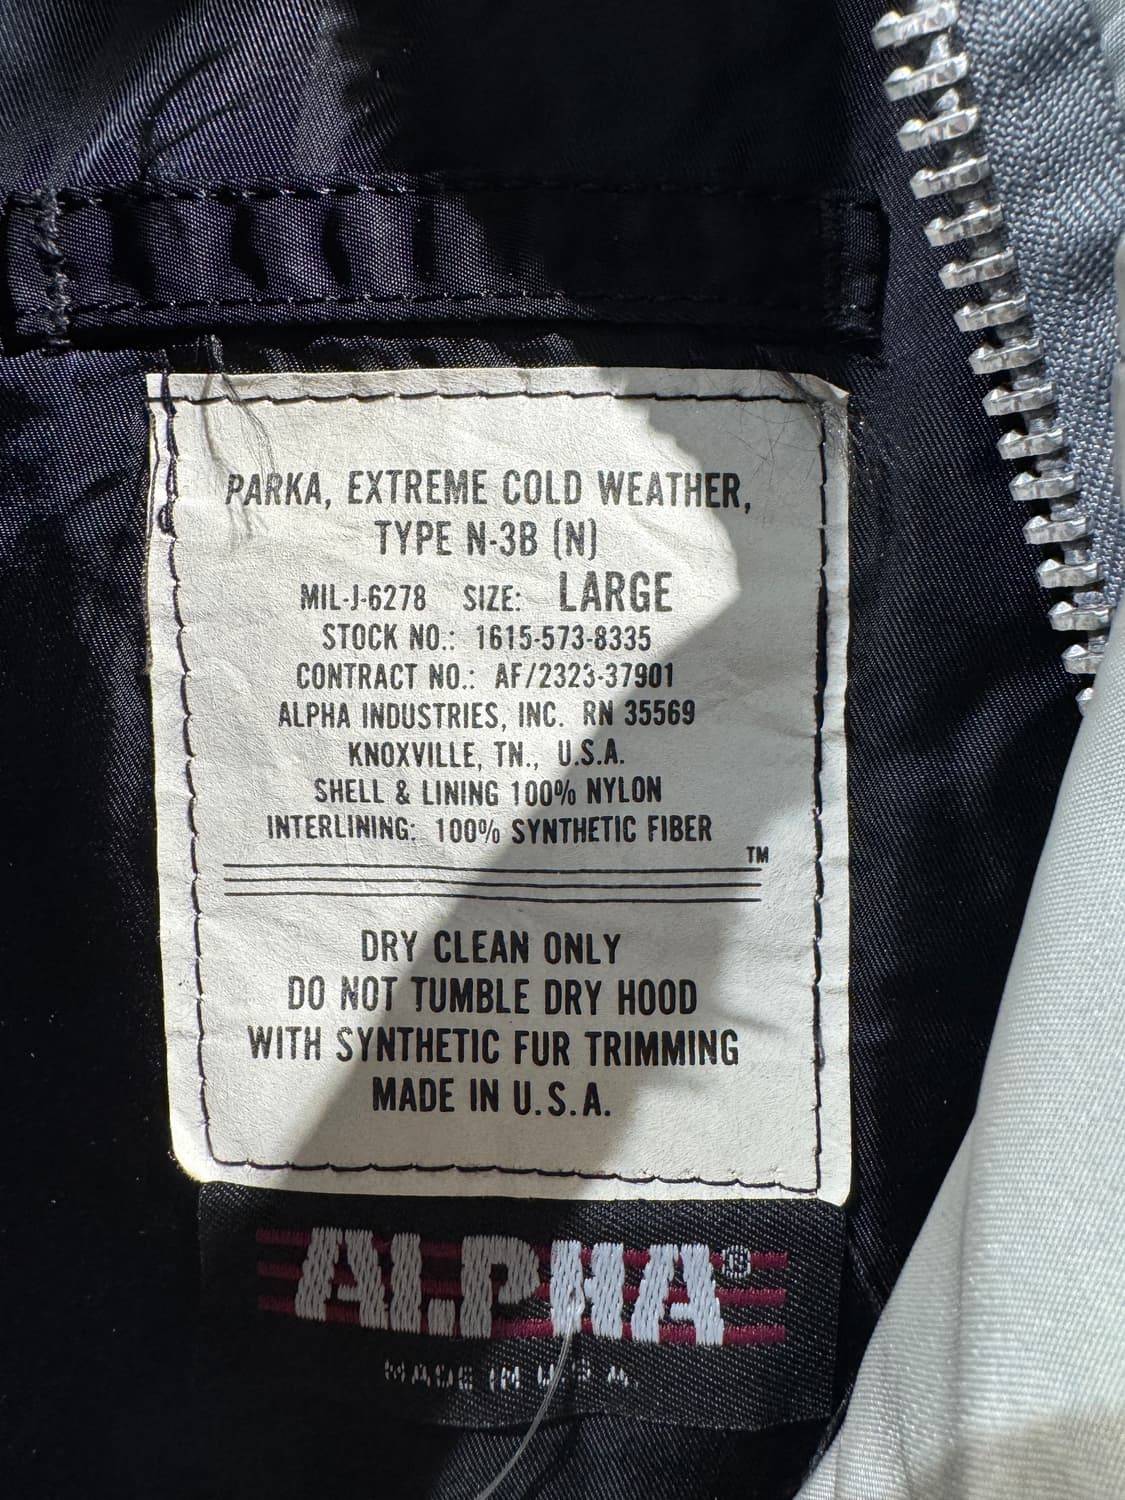 PARKA, EXTREME COLD WEATHER,
TYPE N-3B (N)
MIL-J-6278 SIZE: LARGE
STOCK NO.: 1615-573-8335
CONTRACT NO.: AF/2323-37901
ALPHA INDUSTRIES, INC. RN 35569
KNOXVILLE, TN., U.S.A.
SHELL & LINING 100% NYLON
INTERLINING: 100% SYNTHETIC FIBER
TM
DRY CLEAN ONLY
DO NOT TUMBLE DRY HOOD
WITH SYNTHETIC FUR TRIMMING
MADE IN U.S.A.
ALPHA®
MADE IN U.S.A.